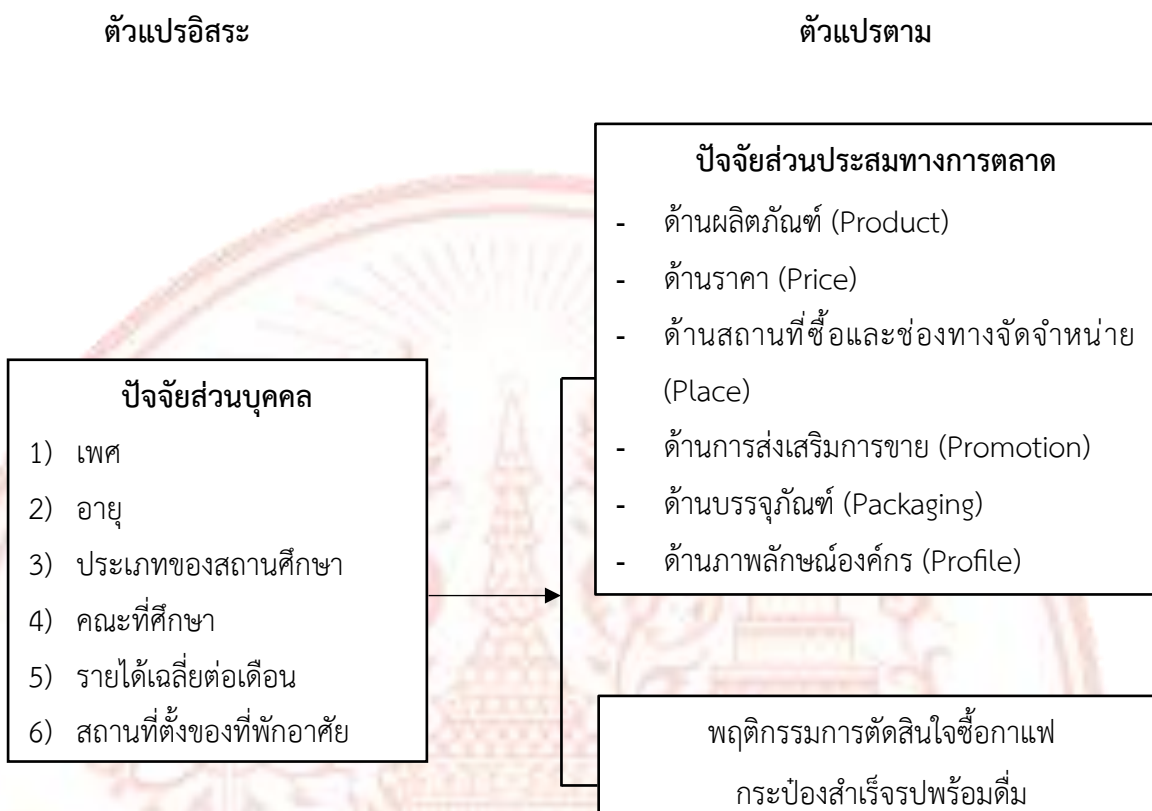 ตัวแปรอิสระ
ตัวแปรตาม
ปัจจัยส่วนประสมทางการตลาด
- ด้านผลิตภัณฑ์ (Product)
- ด้านราคา (Price)
- ด้านสถานที่ซื้อและช่องทางจัดจำหน่าย
(Place)
- ด้านการส่งเสริมการขาย (Promotion)
- ด้านบรรจุภัณฑ์ (Packaging)
- ด้านภาพลักษณ์องค์กร (Profile)
ปัจจัยส่วนบุคคล
1) เพศ
2) อายุ
3) ประเภทของสถานศึกษา
4) คณะที่ศึกษา
5) รายได้เฉลี่ยต่อเดือน
6) สถานที่ตั้งของที่พักอาศัย
พฤติกรรมการตัดสินใจซื้อกาแฟ
กระป๋องสำเร็จรูปพร้อมดื่ม